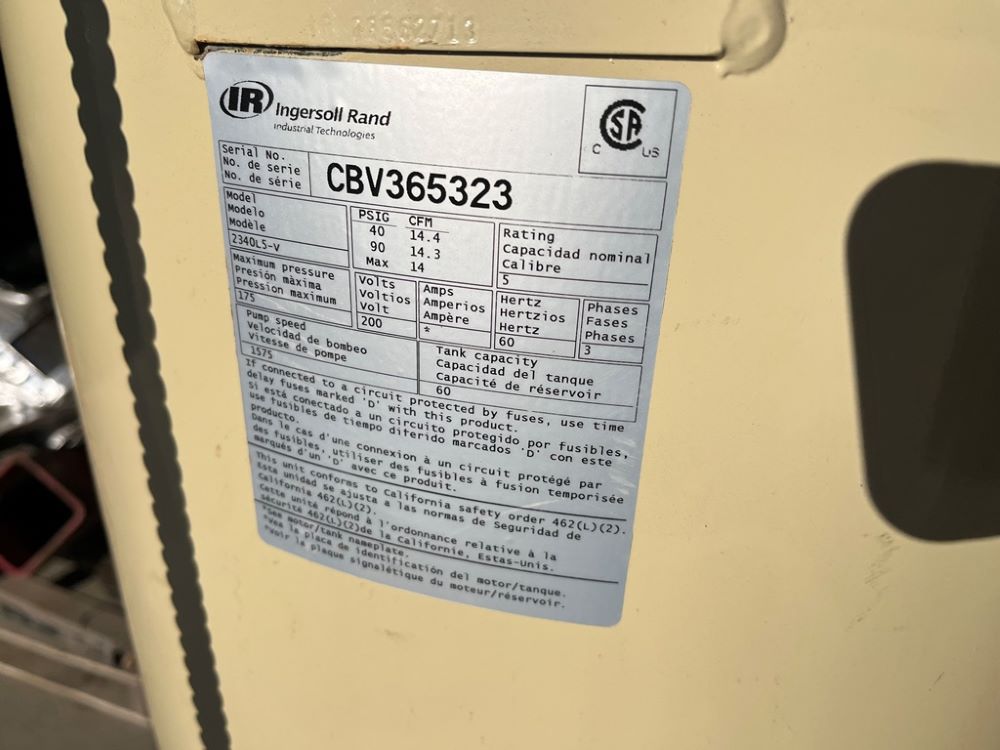 IR Ingersoll Rand
Industrial Technologies
C SA US
Serial No.
No. de serie
No. de série
CBV365323
Model
Modelo
Modèle
2340L5-V
PSIG CFM
40 14.4
90 14.3
Max 14
Rating
Capacidad nominal
Calibre
5
Maximum pressure
Presión màxima
Pression maximum
175
Volts
Voltios
Volt
200
Amps
Amperios
Ampère
*
Hertz
Hertzios
Hertz
60
Phases
Fases
Phases
3
Pump speed
Velocidad de bombeo
Vitesse de pompe
1575
Tank capacity
Capacidad del tanque
Capacité de réservoir
60
If connected to a circuit protected by fuses, use time
delay fuses marked 'D' with this product.
Si está conectado a un circuito protegido por fusibles,
use fusibles de tiempo diferido marcados 'D' con este
producto.
Dans le cas d'une connexion à un circuit protégé par
des fusibles, utiliser des fusibles à fusion temporisée
marqués d'un 'D' avec ce produit.
This unit conforms to California safety order 462(L)(2).
Esta unidad se ajusta a las normas de Seguridad de
California 462(L)(2).
Cette unité répond à l'ordonnance relative à la
sécurité 462(L)(2)de la Californie, Estas-Unis.
*See motor/tank nameplate.
*Vea la placa de identificación del motor/tanque.
*Voir la plaque signalétique du moteur/réservoir.